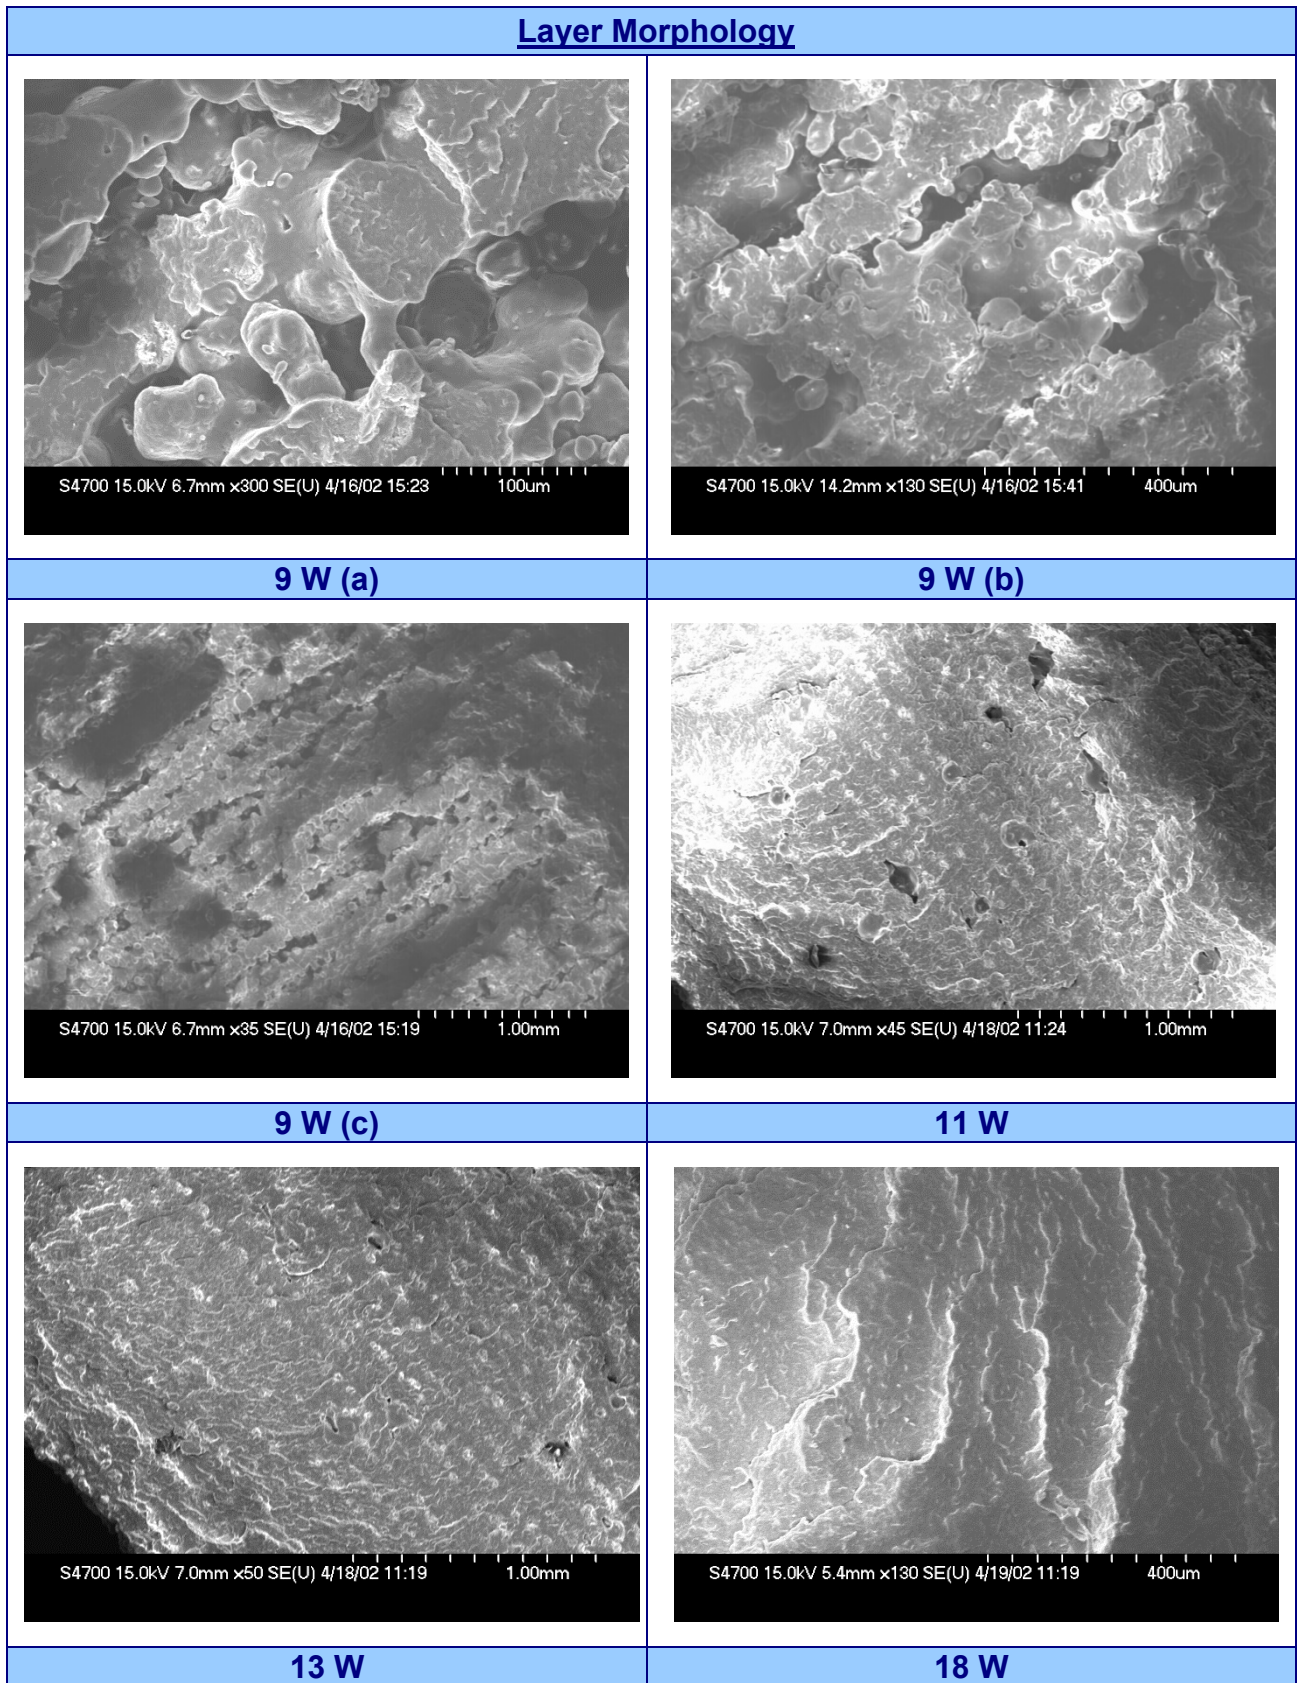 Layer Morphology
S4700 15.0kV 6.7mm x300 SE(U) 4/16/02 15:23 100um
S4700 15.0kV 14.2mm x130 SE(U) 4/16/02 15:41 400um
9 W (a)
9 W (b)
S4700 15.0kV 6.7mm x35 SE(U) 4/16/02 15:19 1.00mm
S4700 15.0kV 7.0mm x45 SE(U) 4/18/02 11:24 1.00mm
9 W (c)
11 W
S4700 15.0kV 7.0mm x50 SE(U) 4/18/02 11:19 1.00mm
S4700 15.0kV 5.4mm x130 SE(U) 4/19/02 11:19 400um
13 W
18 W